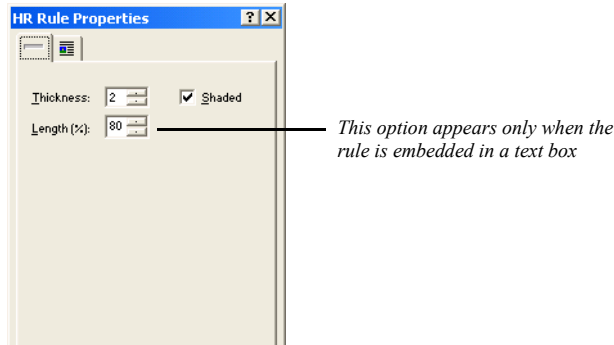 HR Rule Properties
Thickness: 2 Shaded
Length (%): 80
This option appears only when the
rule is embedded in a text box